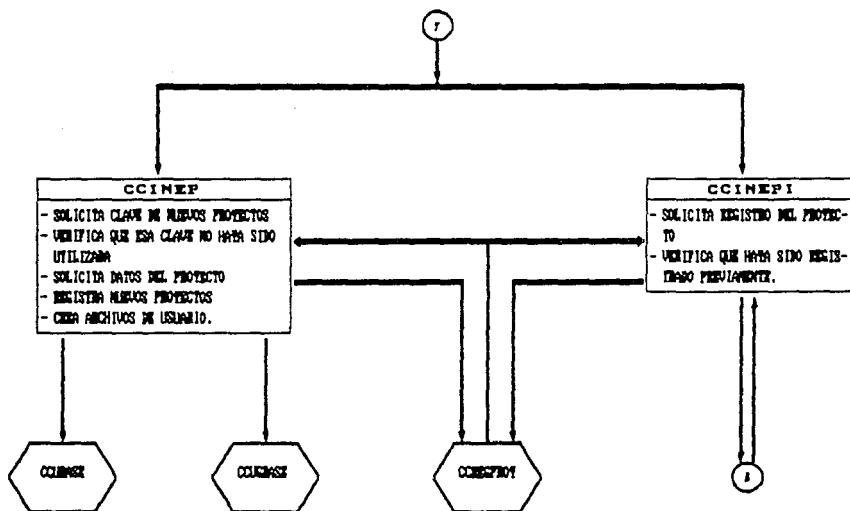 CCINEP
- SOLICITA CLAVE DE NUEVOS PROYECTOS
- VERIFICA QUE ESA CLAVE NO HAYA SIDO
UTILIZADA
- SOLICITA DATOS DEL PROYECTO
- REGISTRA NUEVOS PROYECTOS
- CREA ARCHIVOS DE USUARIO.
CCINEPI
- SOLICITA REGISTRO DEL PROYEC-
TO
- VERIFICA QUE HAYA SIDO REGIS-
TRADO PREVIAMENTE.
CCUBASE
CCUGBASE
CCREGPROY